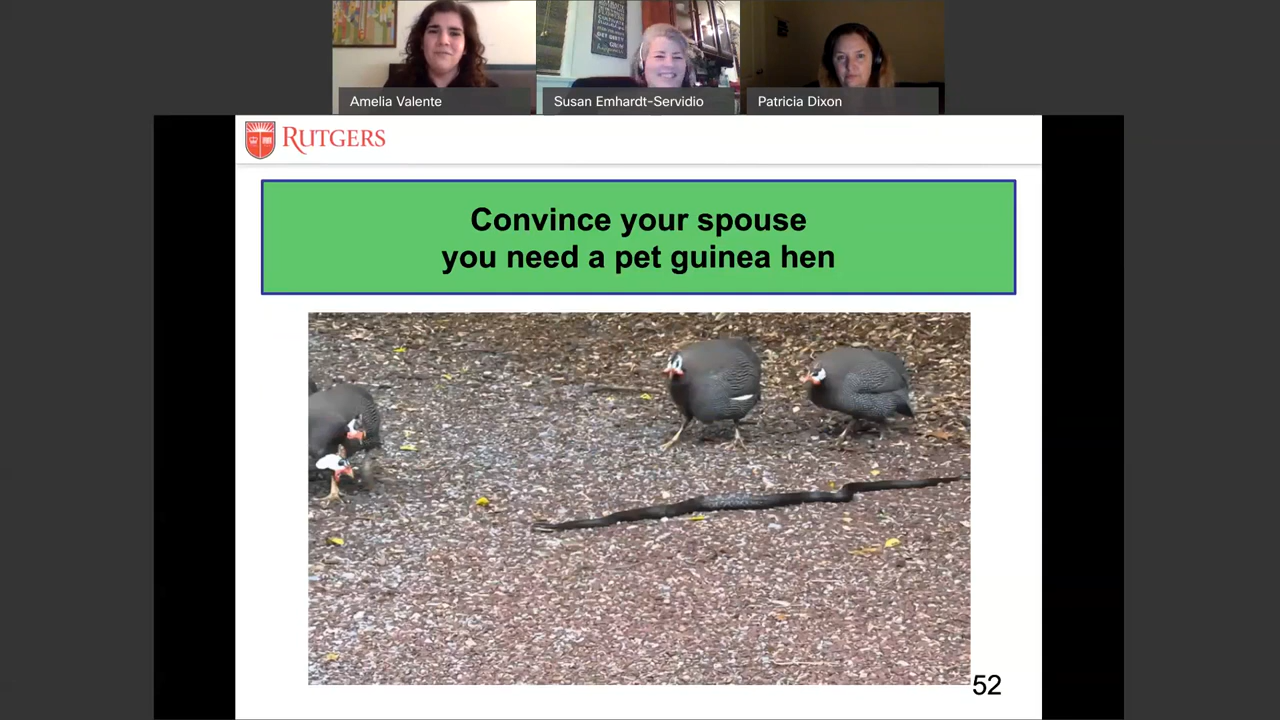 Amelia Valente
Susan Emhardt-Servidio
Patricia Dixon
RUTGERS
Convince your spouse
you need a pet guinea hen
52